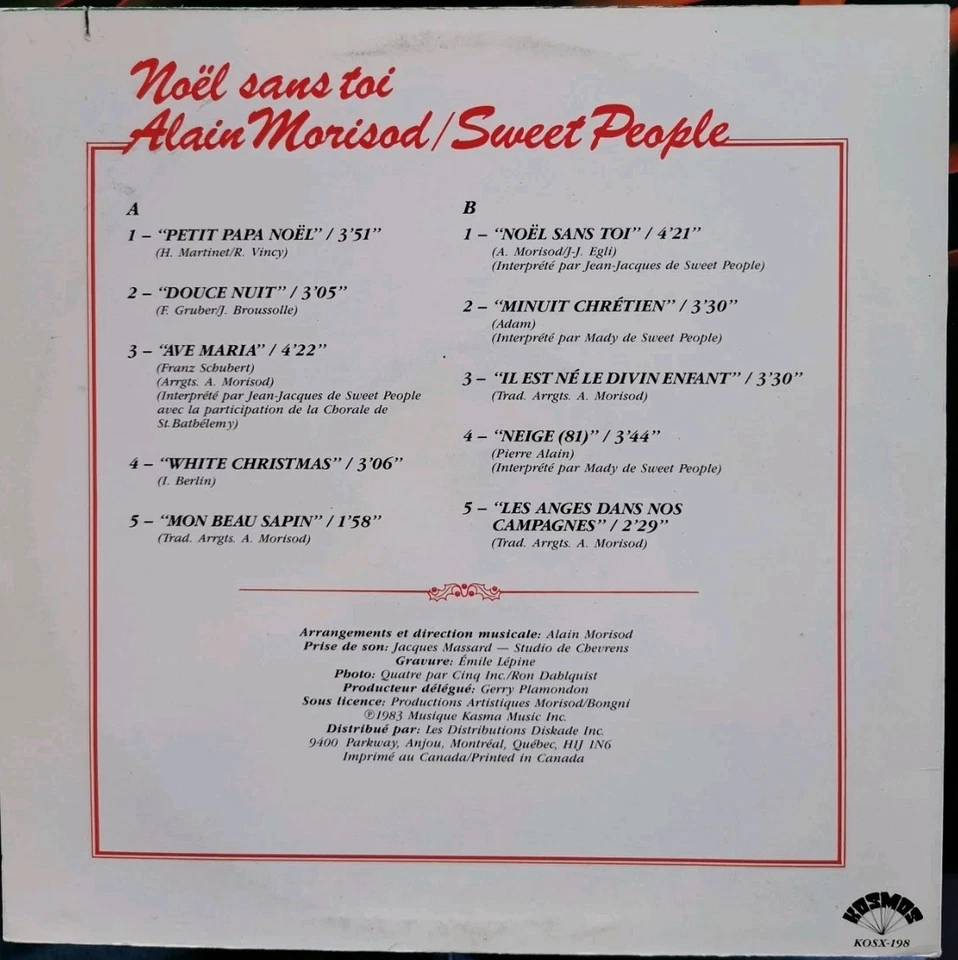 Noël sans toi
Alain Morisod/Sweet People
A
1 – "PETIT PAPA NOËL" / 3'51"
(H. Martinet/R. Vincy)
2 – "DOUCE NUIT" / 3'05"
(F. Gruber/J. Broussolle)
3 – "AVE MARIA" / 4'22"
(Franz Schubert)
(Arrgts. A. Morisod)
(Interprété par Jean-Jacques de Sweet People
avec la participation de la Chorale de
St.Bathélemy)
4 – "WHITE CHRISTMAS" / 3'06"
(I. Berlin)
5 – "MON BEAU SAPIN" / 1'58"
(Trad. Arrgts. A. Morisod)
B
1 – "NOËL SANS TOI" / 4'21"
(A. Morisod/J-J. Egli)
(Interprété par Jean-Jacques de Sweet People)
2 – "MINUIT CHRÉTIEN" / 3'30"
(Adam)
(Interprété par Mady de Sweet People)
3 – "IL EST NÉ LE DIVIN ENFANT" / 3'30"
(Trad. Arrgts. A. Morisod)
4 – "NEIGE (81)" / 3'44"
(Pierre Alain)
(Interprété par Mady de Sweet People)
5 – "LES ANGES DANS NOS
CAMPAGNES" / 2'29"
(Trad. Arrgts. A. Morisod)
Arrangements et direction musicale: Alain Morisod
Prise de son: Jacques Massard — Studio de Chevrens
Gravure: Émile Lépine
Photo: Quatre par Cinq Inc./Ron Dahlquist
Producteur délégué: Gerry Plamondon
Sous licence: Productions Artistiques Morisod/Bongni
℗1983 Musique Kasma Music Inc.
Distribué par: Les Distributions Diskade Inc.
9400 Parkway, Anjou, Montréal, Québec, H1J 1N6
Imprimé au Canada/Printed in Canada
KOSMOS
KOSX-198